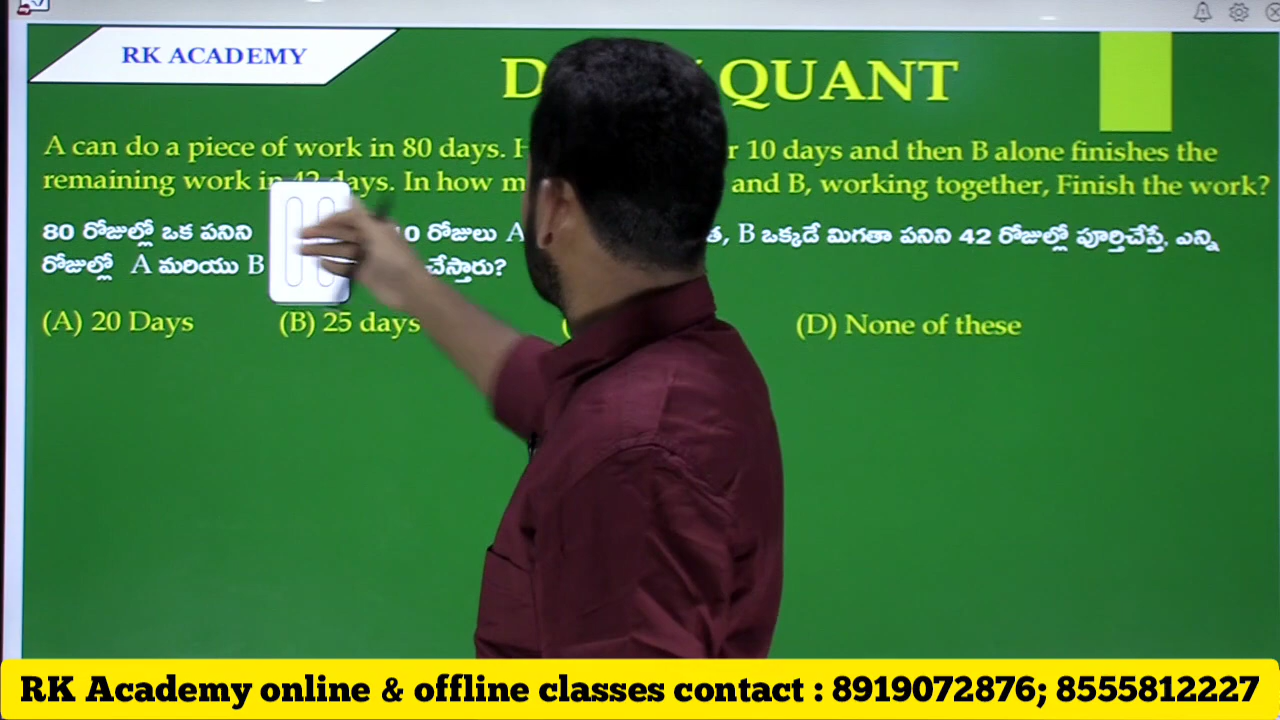 RK ACADEMY
QUANT
A can do a piece of work in 80 days. 10 days and then B alone finishes the
remaining work in 42 days. In how and B, working together, Finish the work?
80 రోజుల్లో ఒక పనిని 10 రోజులు A B ఒక్కడే మిగతా పనిని 42 రోజుల్లో పూర్తిచేస్తే, ఎన్ని
రోజుల్లో A మరియు B చేస్తారు?
(A) 20 Days (B) 25 days (D) None of these
RK Academy online & offline classes contact : 8919072876; 8555812227